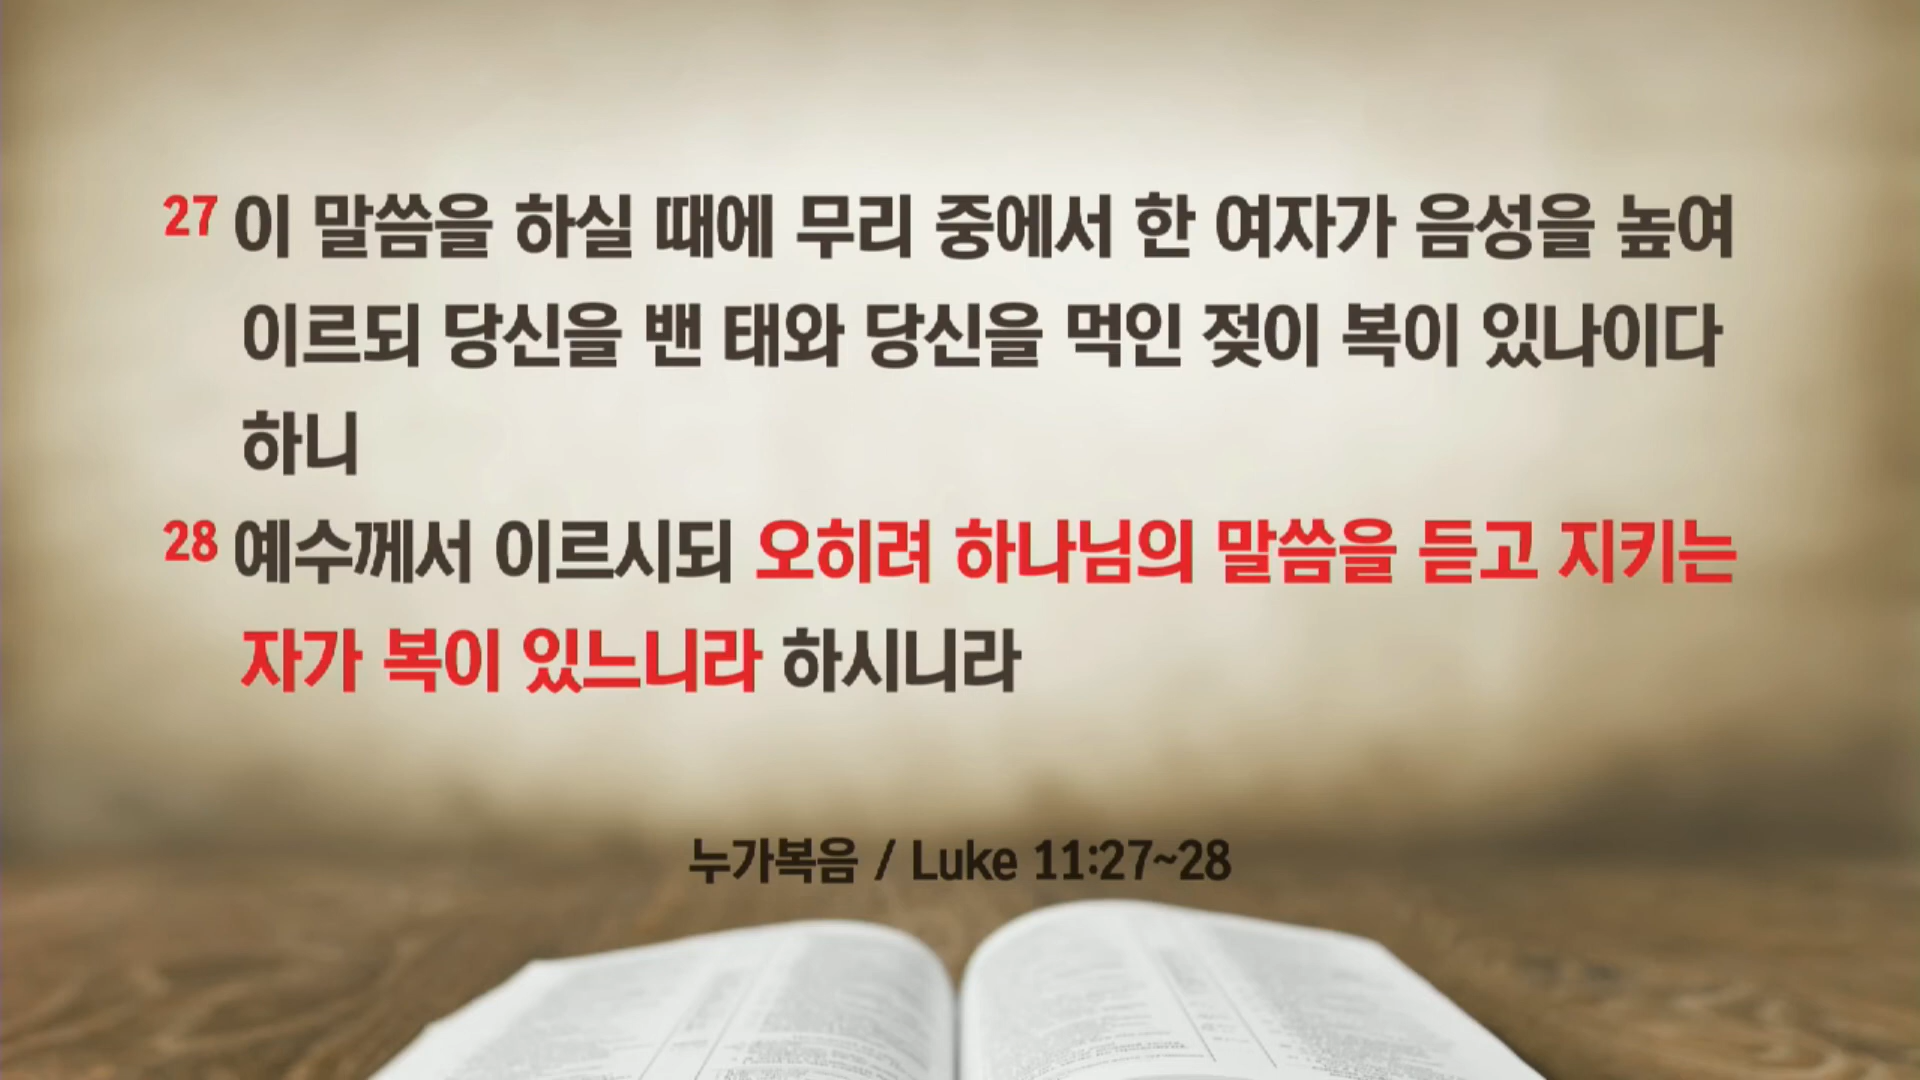 27 이 말씀을 하실 때에 무리 중에서 한 여자가 음성을 높여
이르되 당신을 밴 태와 당신을 먹인 젖이 복이 있나이다
하니
28 예수께서 이르시되 오히려 하나님의 말씀을 듣고 지키는
자가 복이 있느니라 하시니라
누가복음 / Luke 11:27~28